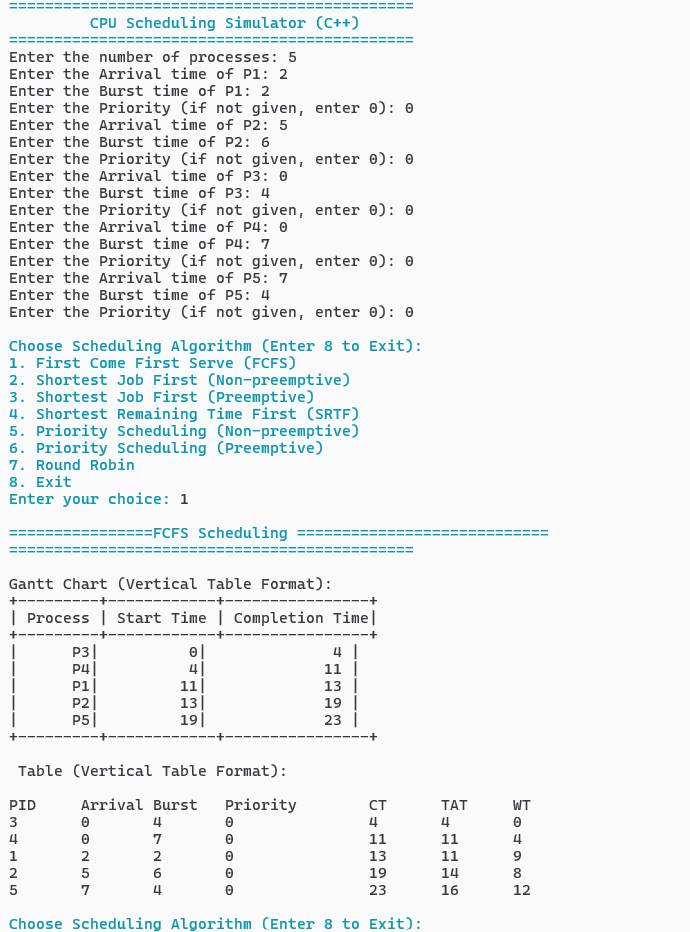 =============================================
         CPU Scheduling Simulator (C++)
=============================================
Enter the number of processes: 5
Enter the Arrival time of P1: 2
Enter the Burst time of P1: 2
Enter the Priority (if not given, enter 0): 0
Enter the Arrival time of P2: 5
Enter the Burst time of P2: 6
Enter the Priority (if not given, enter 0): 0
Enter the Arrival time of P3: 0
Enter the Burst time of P3: 4
Enter the Priority (if not given, enter 0): 0
Enter the Arrival time of P4: 0
Enter the Burst time of P4: 7
Enter the Priority (if not given, enter 0): 0
Enter the Arrival time of P5: 7
Enter the Burst time of P5: 4
Enter the Priority (if not given, enter 0): 0

Choose Scheduling Algorithm (Enter 8 to Exit):
1. First Come First Serve (FCFS)
2. Shortest Job First (Non-preemptive)
3. Shortest Job First (Preemptive)
4. Shortest Remaining Time First (SRTF)
5. Priority Scheduling (Non-preemptive)
6. Priority Scheduling (Preemptive)
7. Round Robin
8. Exit
Enter your choice: 1

================FCFS Scheduling ============================
=============================================

Gantt Chart (Vertical Table Format):
+---------+------------+----------------+
| Process | Start Time | Completion Time|
+---------+------------+----------------+
|      P3|          0|              4 |
|      P4|          4|             11 |
|      P1|         11|             13 |
|      P2|         13|             19 |
|      P5|         19|             23 |
+---------+------------+----------------+

 Table (Vertical Table Format):

PID     Arrival Burst   Priority        CT      TAT     WT
3       0       4       0               4       4       0
4       0       7       0               11      11      4
1       2       2       0               13      11      9
2       5       6       0               19      14      8
5       7       4       0               23      16      12

Choose Scheduling Algorithm (Enter 8 to Exit):